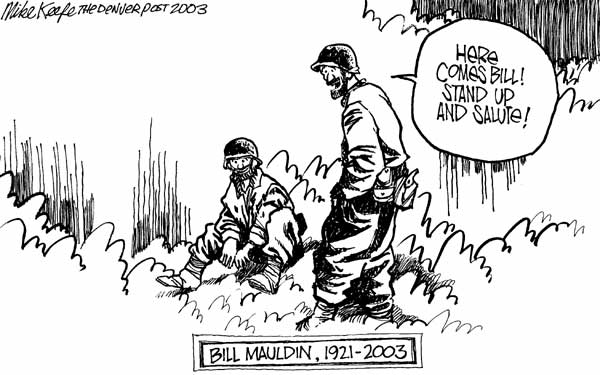 Mike Keefe THE DENVER POST 2003
HERE
COMES BILL!
STAND UP
AND SALUTE!
BILL MAULDIN, 1921-2003